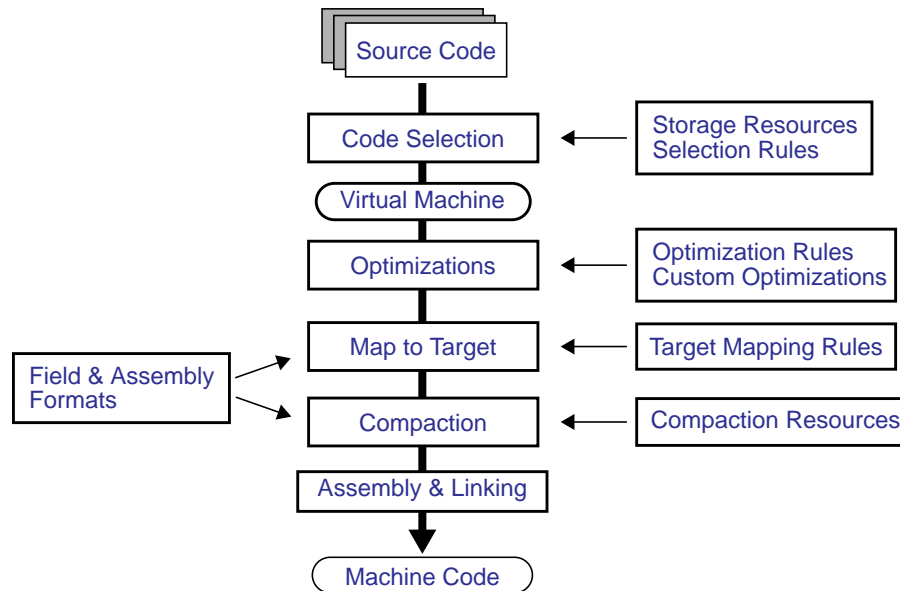 Source Code
Code Selection
Storage Resources
Selection Rules
Virtual Machine
Optimizations
Optimization Rules
Custom Optimizations
Map to Target
Target Mapping Rules
Field & Assembly
Formats
Compaction
Compaction Resources
Assembly & Linking
Machine Code